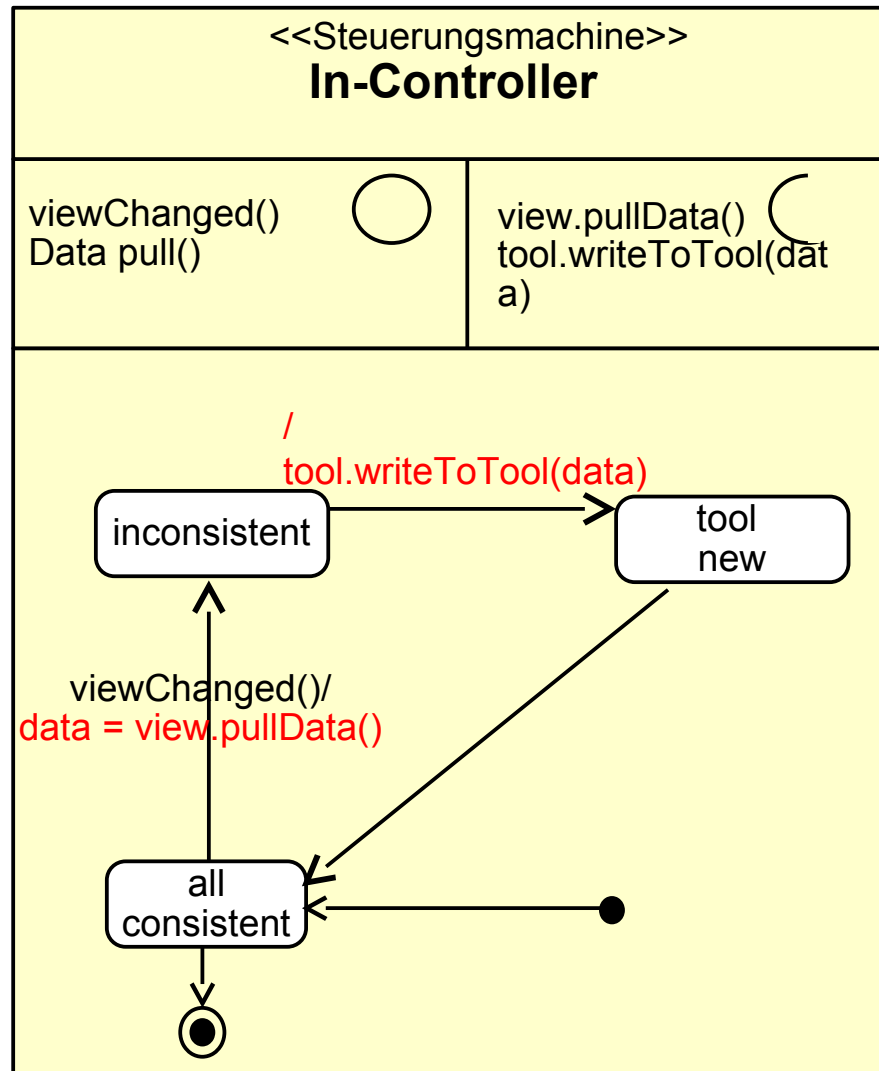 <<Steuerungsmachine>>
In-Controller
viewChanged()
Data pull()
view.pullData()
tool.writeToTool(dat
a)
/
tool.writeToTool(data)
inconsistent
tool
new
viewChanged()/
data = view.pullData()
all
consistent